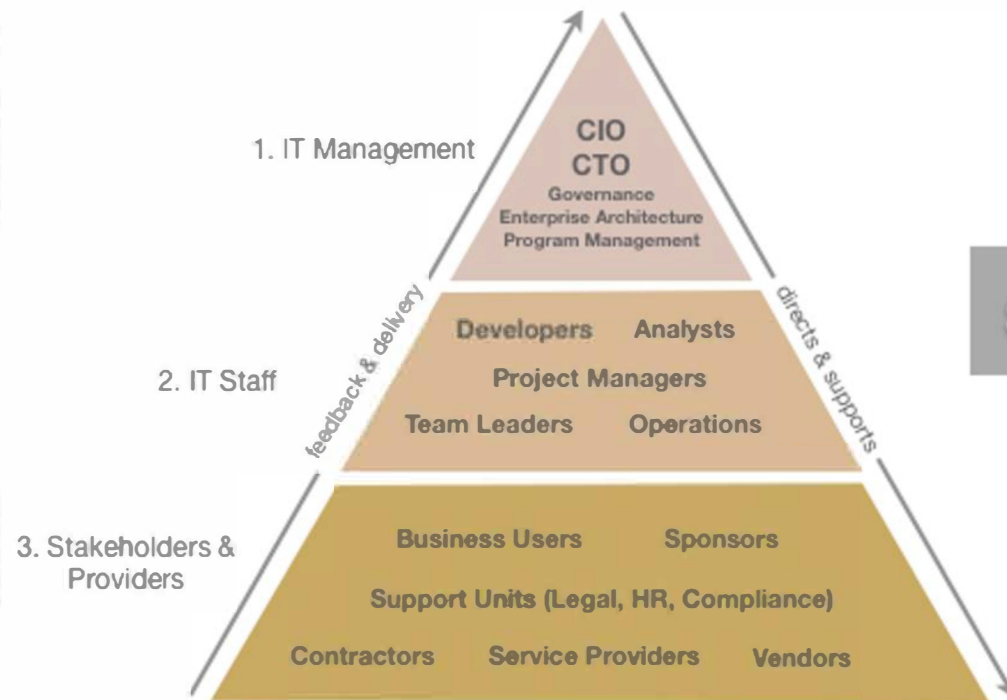 1. IT Management
CIO
CTO
Governance
Enterprise Architecture
Program Management
feedback & delivery
directs & supports
2. IT Staff
Developers Analysts
Project Managers
Team Leaders Operations
3. Stakeholders &
Providers
Business Users Sponsors
Support Units (Legal, HR, Compliance)
Contractors Service Providers Vendors